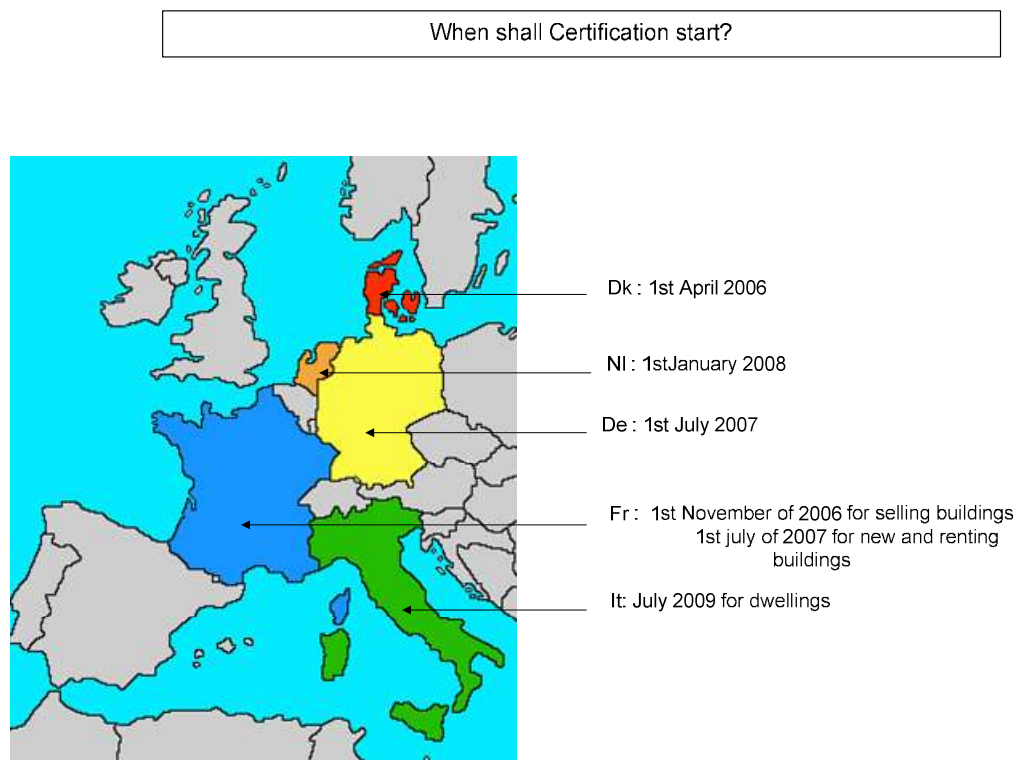 When shall Certification start?
Dk : 1st April 2006
Nl : 1stJanuary 2008
De : 1st July 2007
Fr : 1st November of 2006 for selling buildings
1st july of 2007 for new and renting
buildings
It: July 2009 for dwellings